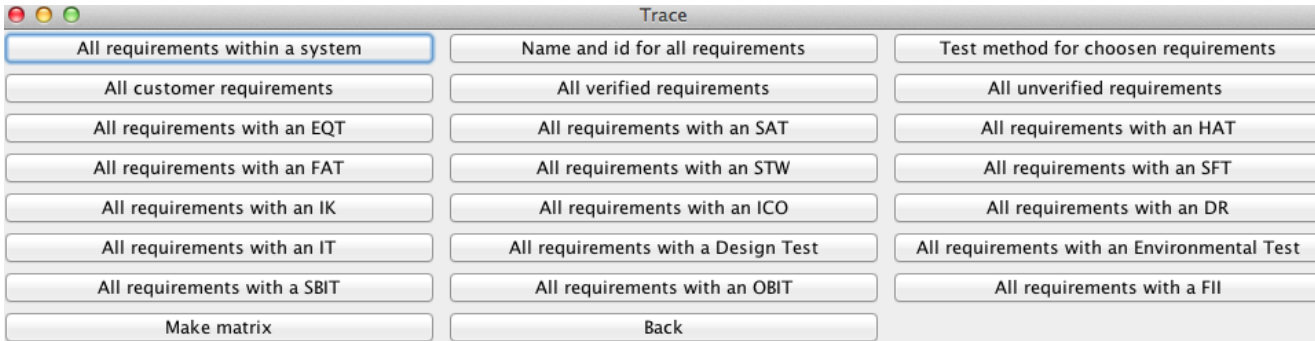 Trace
All requirements within a system
Name and id for all requirements
Test method for choosen requirements
All customer requirements
All verified requirements
All unverified requirements
All requirements with an EQT
All requirements with an SAT
All requirements with an HAT
All requirements with an FAT
All requirements with an STW
All requirements with an SFT
All requirements with an IK
All requirements with an ICO
All requirements with an DR
All requirements with an IT
All requirements with a Design Test
All requirements with an Environmental Test
All requirements with a SBIT
All requirements with an OBIT
All requirements with a FII
Make matrix
Back